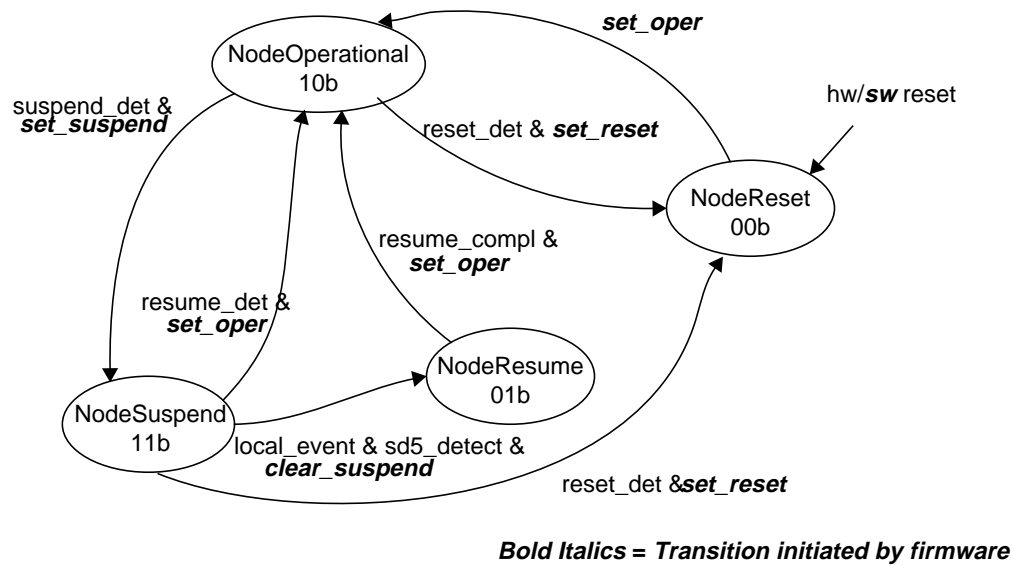 set_oper
NodeOperational
10b
hw/sw reset
suspend_det &
set_suspend
reset_det & set_reset
NodeReset
00b
resume_compl &
set_oper
resume_det &
set_oper
NodeResume
01b
NodeSuspend
11b
local_event & sd5_detect &
clear_suspend
reset_det &set_reset
Bold Italics = Transition initiated by firmware